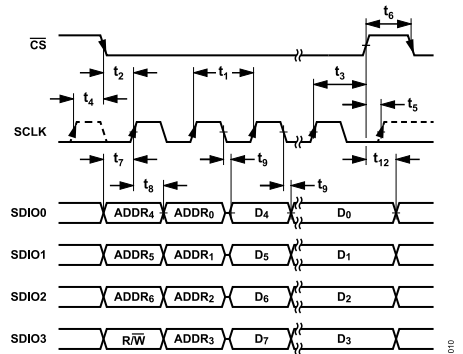 t6
CS
t2
t1
t3
t4
t5
SCLK
t7
t9
t12
t8
t9
SDIO0
ADDR4
ADDR0
D4
D0
SDIO1
ADDR5
ADDR1
D5
D1
SDIO2
ADDR6
ADDR2
D6
D2
SDIO3
R/W
ADDR3
D7
D3
010